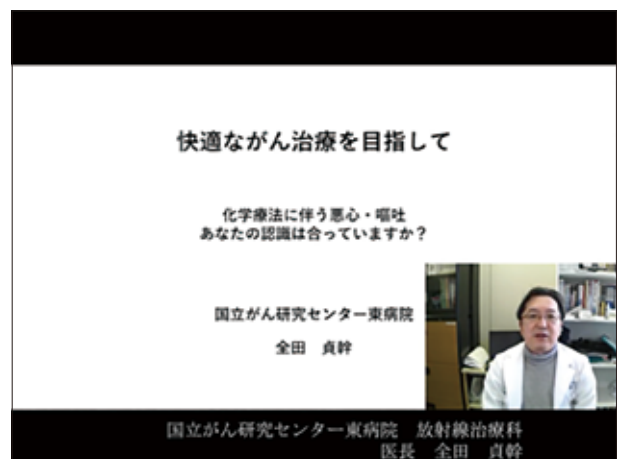 快適ながん治療を目指して
化学療法に伴う悪心・嘔吐
あなたの認識は合っていますか？
国立がん研究センター東病院
全田　貞幹
国立がん研究センター東病院　放射線治療科
医長　全田　貞幹